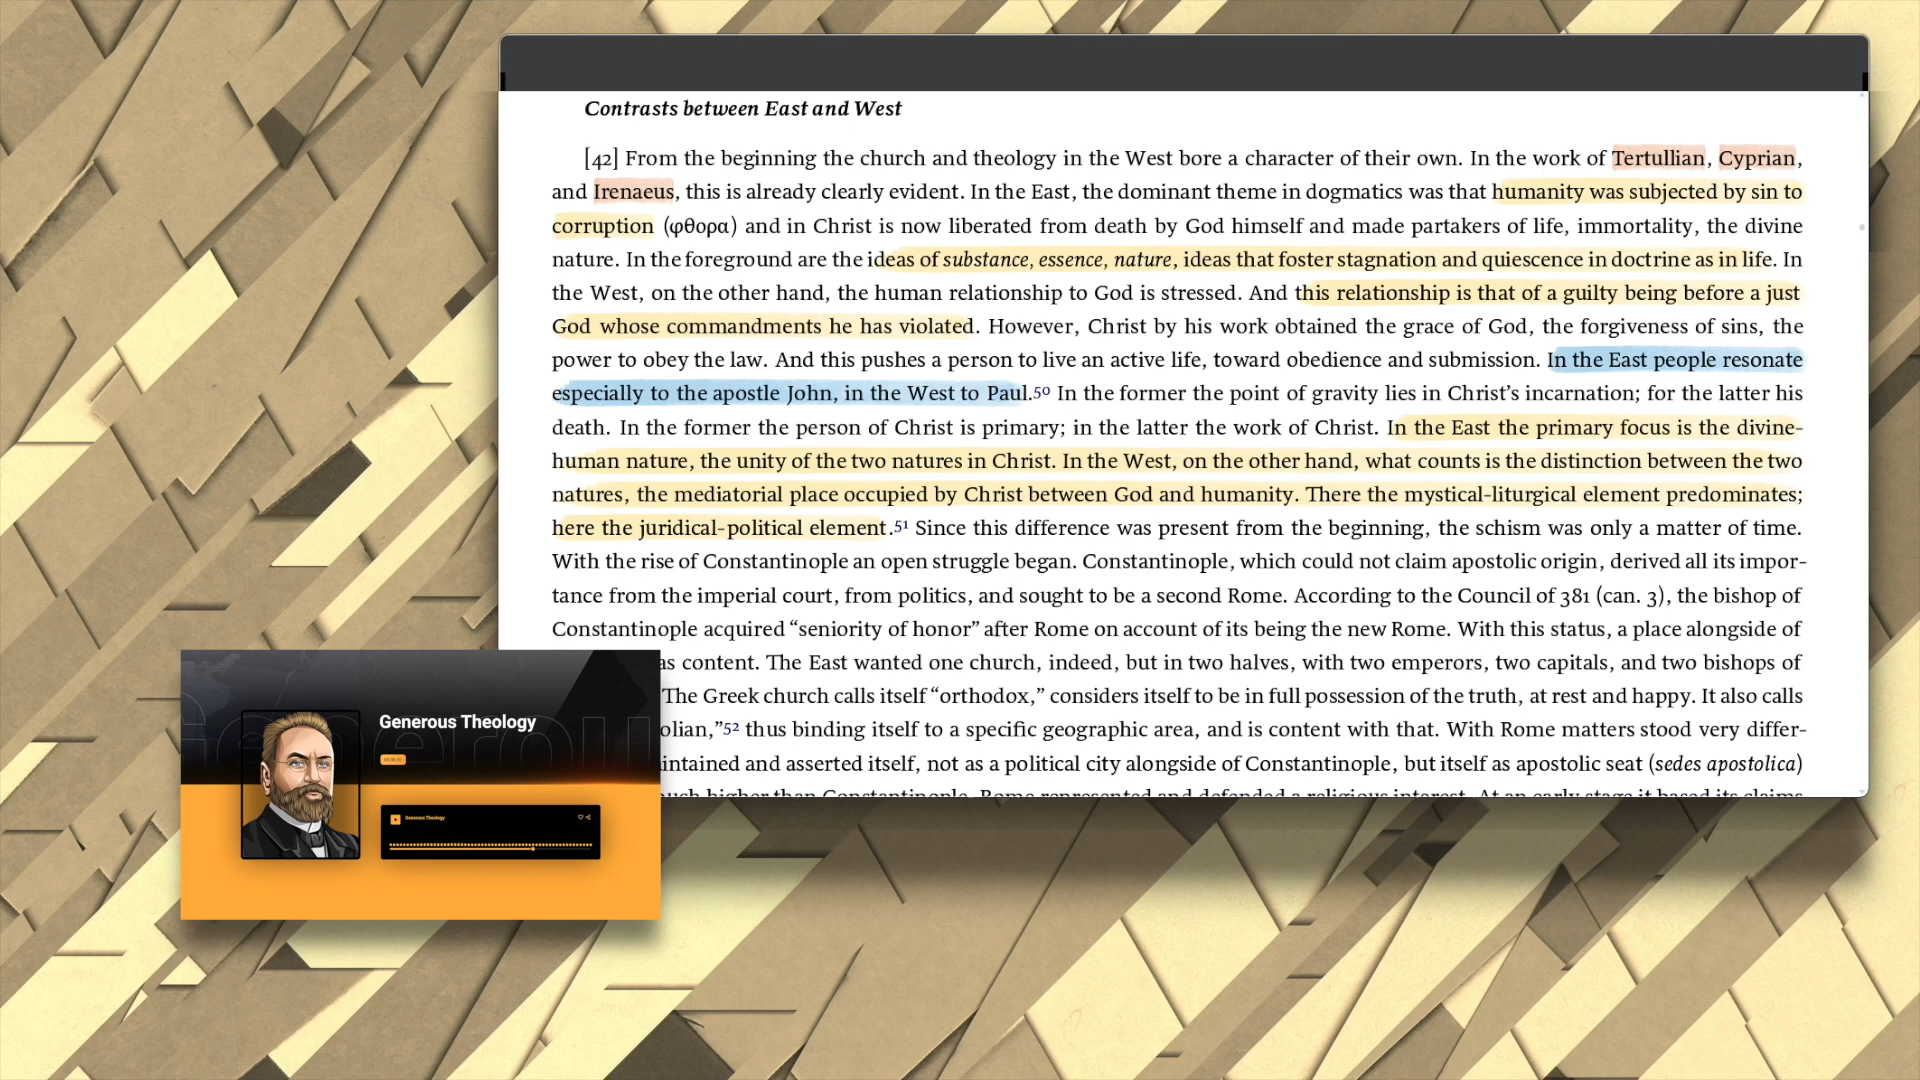 Contrasts between East and West
[42] From the beginning the church and theology in the West bore a character of their own. In the work of Tertullian, Cyprian,
and Irenaeus, this is already clearly evident. In the East, the dominant theme in dogmatics was that humanity was subjected by sin to
corruption (φθορα) and in Christ is now liberated from death by God himself and made partakers of life, immortality, the divine
nature. In the foreground are the ideas of substance, essence, nature, ideas that foster stagnation and quiescence in doctrine as in life. In
the West, on the other hand, the human relationship to God is stressed. And this relationship is that of a guilty being before a just
God whose commandments he has violated. However, Christ by his work obtained the grace of God, the forgiveness of sins, the
power to obey the law. And this pushes a person to live an active life, toward obedience and submission. In the East people resonate
especially to the apostle John, in the West to Paul.50 In the former the point of gravity lies in Christ’s incarnation; for the latter his
death. In the former the person of Christ is primary; in the latter the work of Christ. In the East the primary focus is the divine-
human nature, the unity of the two natures in Christ. In the West, on the other hand, what counts is the distinction between the two
natures, the mediatorial place occupied by Christ between God and humanity. There the mystical-liturgical element predominates;
here the juridical-political element.51 Since this difference was present from the beginning, the schism was only a matter of time.
With the rise of Constantinople an open struggle began. Constantinople, which could not claim apostolic origin, derived all its impor-
tance from the imperial court, from politics, and sought to be a second Rome. According to the Council of 381 (can. 3), the bishop of
Constantinople acquired “seniority of honor” after Rome on account of its being the new Rome. With this status, a place alongside of
as content. The East wanted one church, indeed, but in two halves, with two emperors, two capitals, and two bishops of
The Greek church calls itself “orthodox,” considers itself to be in full possession of the truth, at rest and happy. It also calls
olian,”52 thus binding itself to a specific geographic area, and is content with that. With Rome matters stood very differ-
intained and asserted itself, not as a political city alongside of Constantinople, but itself as apostolic seat (sedes apostolica)
uch higher than Constantinople. Rome represented and defended a religious interest. At an early stage it based its claims
Generous Theology
Generous Theology